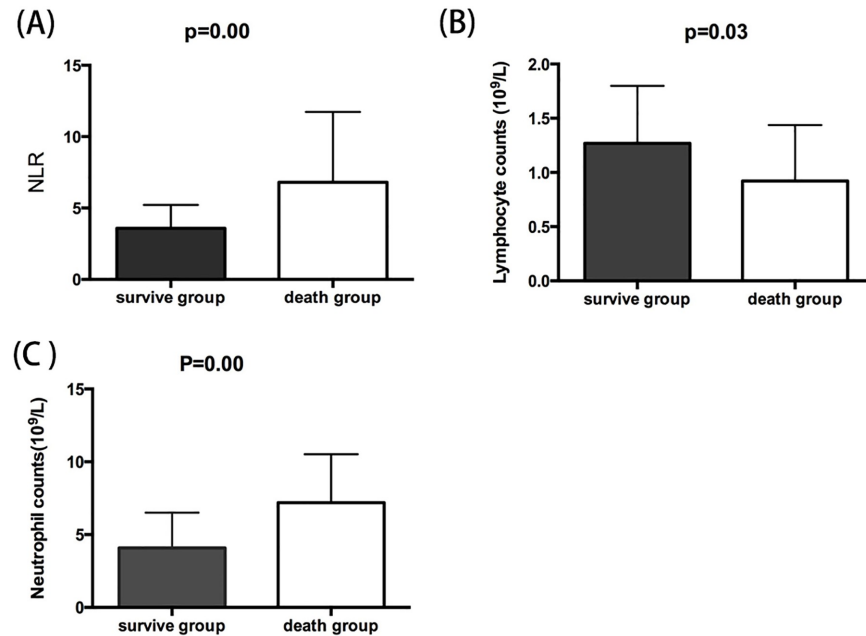 (A)
p=0.00
NLR
15
10
5
0
survive group death group
(B)
p=0.03
Lymphocyte counts (10⁹/L)
2.0
1.5
1.0
0.5
0.0
survive group death group
(C )
P=0.00
Neutrophil counts(10⁹/L)
15
10
5
0
survive group death group